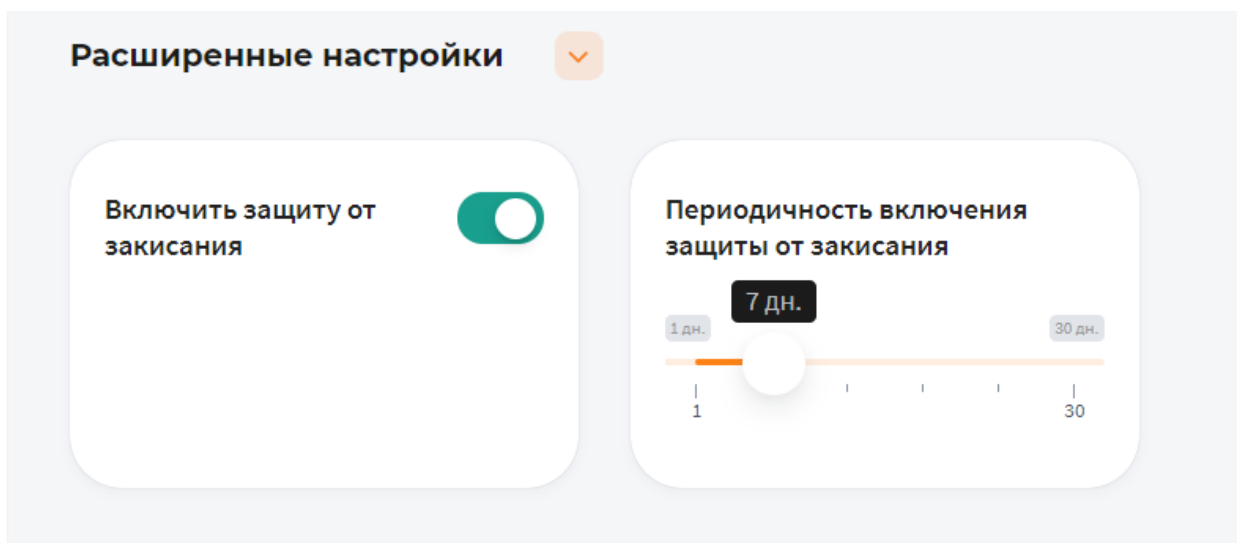 Расширенные настройки
Включить защиту от
закисания
Периодичность включения
защиты от закисания
7 дн.
1 дн.
30 дн.
1
30